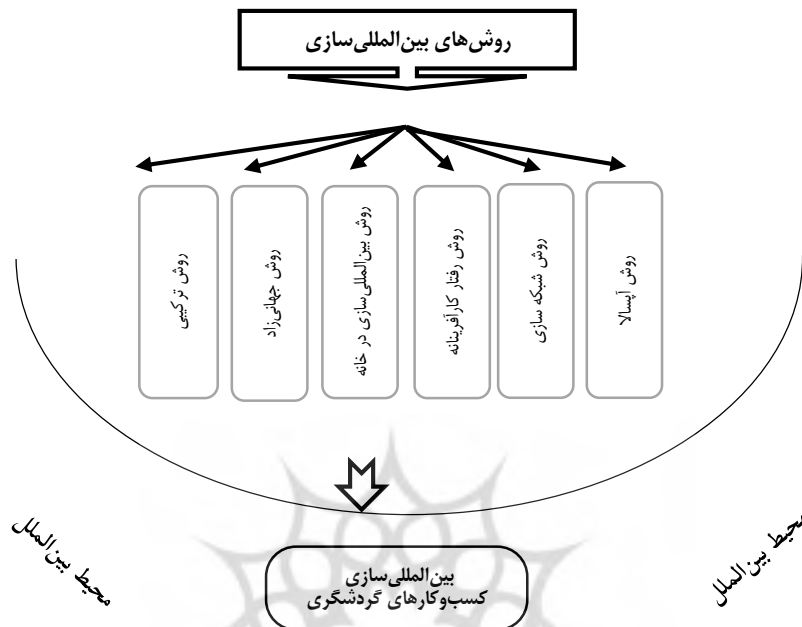 روش‌های بین‌المللی‌سازی
روش آپسالا
روش شبکه سازی
روش رفتار کارآفرینانه
روش بین‌المللی‌سازی در خانه
روش جهانی‌زاد
روش ترکیبی
محیط بین‌الملل
محیط بین‌الملل
بین‌المللی‌سازی
کسب‌وکارهای گردشگری